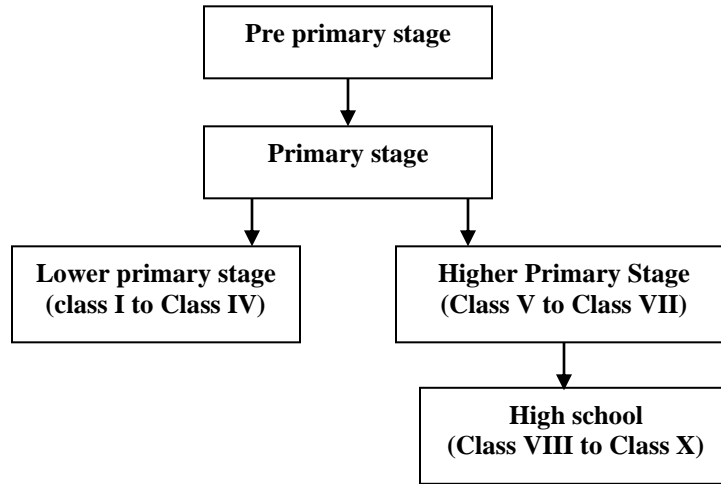 Pre primary stage
Primary stage
Lower primary stage
(class I to Class IV)
Higher Primary Stage
(Class V to Class VII)
High school
(Class VIII to Class X)